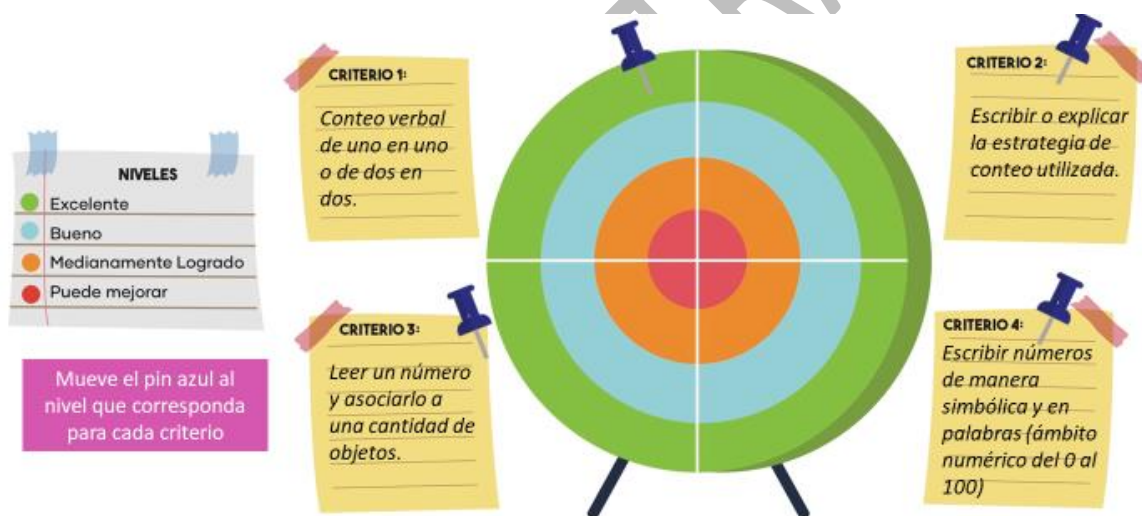 CRITERIO 1:
Conteo verbal
de uno en uno
o de dos en
dos.
CRITERIO 2:
Escribir o explicar
la estrategia de
conteo utilizada.
NIVELES
Excelente
Bueno
Medianamente Logrado
Puede mejorar
Mueve el pin azul al
nivel que corresponda
para cada criterio
CRITERIO 3:
Leer un número
y asociarlo a
una cantidad de
objetos.
CRITERIO 4:
Escribir números
de manera
simbólica y en
palabras (ámbito
numérico del 0 al
100)